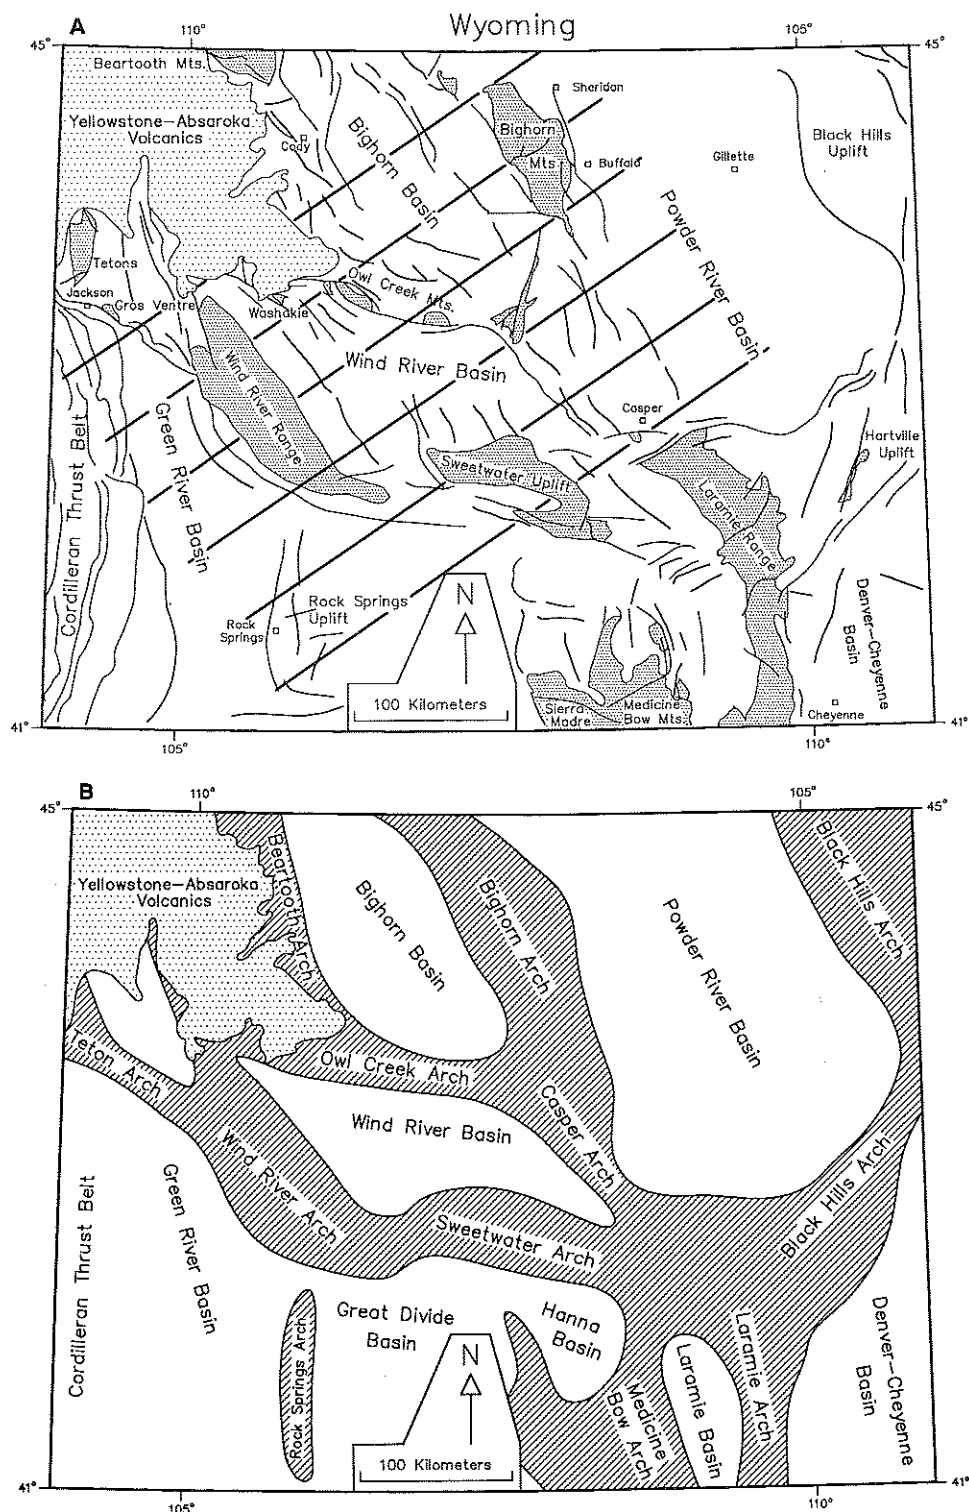 A
Wyoming
110°
105°
45°
45°
Beartooth Mts.
Yellowstone-Absaroka
Volcanics
Cody
Bighorn Basin
Bighorn
Mts.
Sheridan
Buffalo
Gillette
Black Hills
Uplift
Powder River Basin
Tetons
Jackson
Gros Ventre
Washakie
Owl Creek Mts.
Wind River Basin
Wind River Range
Green River Basin
Cordilleran Thrust Belt
Casper
Sweetwater Uplift
Hartville
Uplift
Laramie Range
Rock Springs
Uplift
Rock
Springs
N
100 Kilometers
Sierra
Madre
Medicine
Bow Mts.
Denver-Cheyenne
Basin
Cheyenne
41°
41°
105°
110°
B
110°
105°
45°
45°
Beartooth Arch
Yellowstone-Absaroka
Volcanics
Bighorn Basin
Bighorn Arch
Powder River Basin
Black Hills Arch
Teton Arch
Owl Creek Arch
Wind River Basin
Casper Arch
Wind River Arch
Sweetwater Arch
Black Hills Arch
Green River Basin
Cordilleran Thrust Belt
Great Divide
Basin
Hanna
Basin
Rock Springs Arch
N
100 Kilometers
Medicine
Bow Arch
Laramie Basin
Laramie Arch
Denver-Cheyenne
Basin
41°
41°
105°
110°